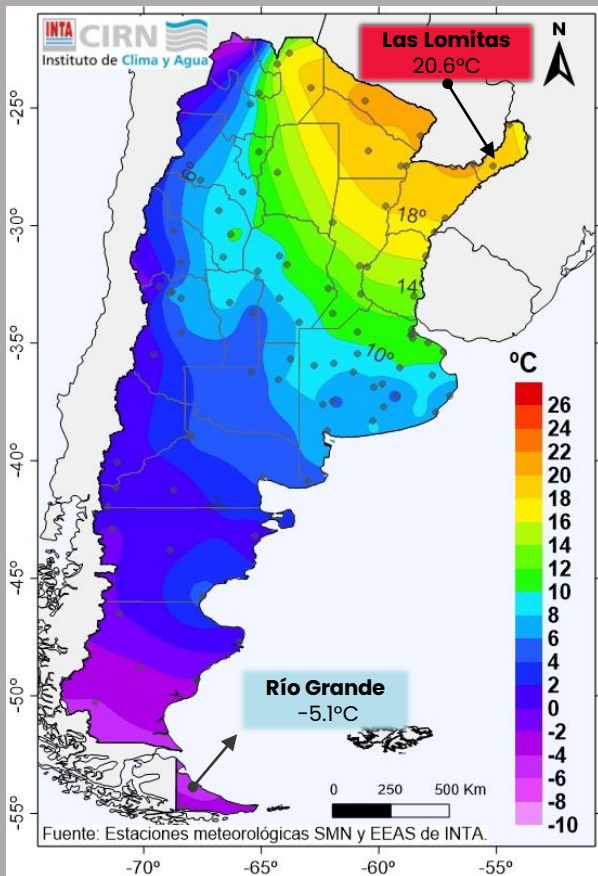 INTA
CIRN
Instituto de Clima y Agua
Las Lomitas
20.6ºC
N
-25°
-30°
-35°
-40°
-45°
-50°
-55°
6º
18º
14º
10º
ºC
26
24
22
20
18
16
14
12
10
8
6
4
2
0
-2
-4
-6
-8
-10
Río Grande
-5.1ºC
0 250 500 Km
Fuente: Estaciones meteorológicas SMN y EEAS de INTA.
-70° -65° -60° -55°